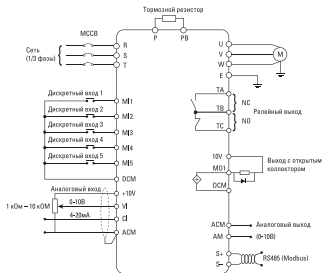 Тормозной резистор
P
PB
MCCB
Сеть
(1/3 фазы)
R
S
T
U
V
W
E
M
TA
TB
TC
NC
NO
Релейный выход
Дискретный вход 1
MI1
Дискретный вход 2
MI2
Дискретный вход 3
MI3
Дискретный вход 4
MI4
Дискретный вход 5
MI5
DCM
10V
MO1
DCM
Выход с открытым
коллектором
Аналоговый вход
+10V
1 кОм – 10 кОМ
0-10В
VI
4-20мА
CI
ACM
ACM
Аналоговый выход
AM
(0-10В)
S+
S–
RS485 (Modbus)